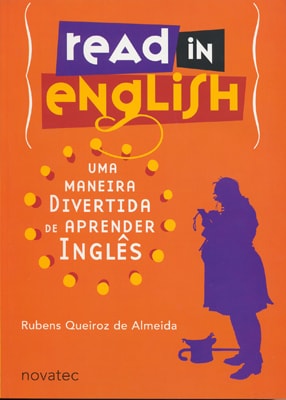 READ IN
ENGLISH
UMA
MANEIRA
DIVERTIDA
DE APRENDER
INGLÊS
Rubens Queiroz de Almeida
novatec